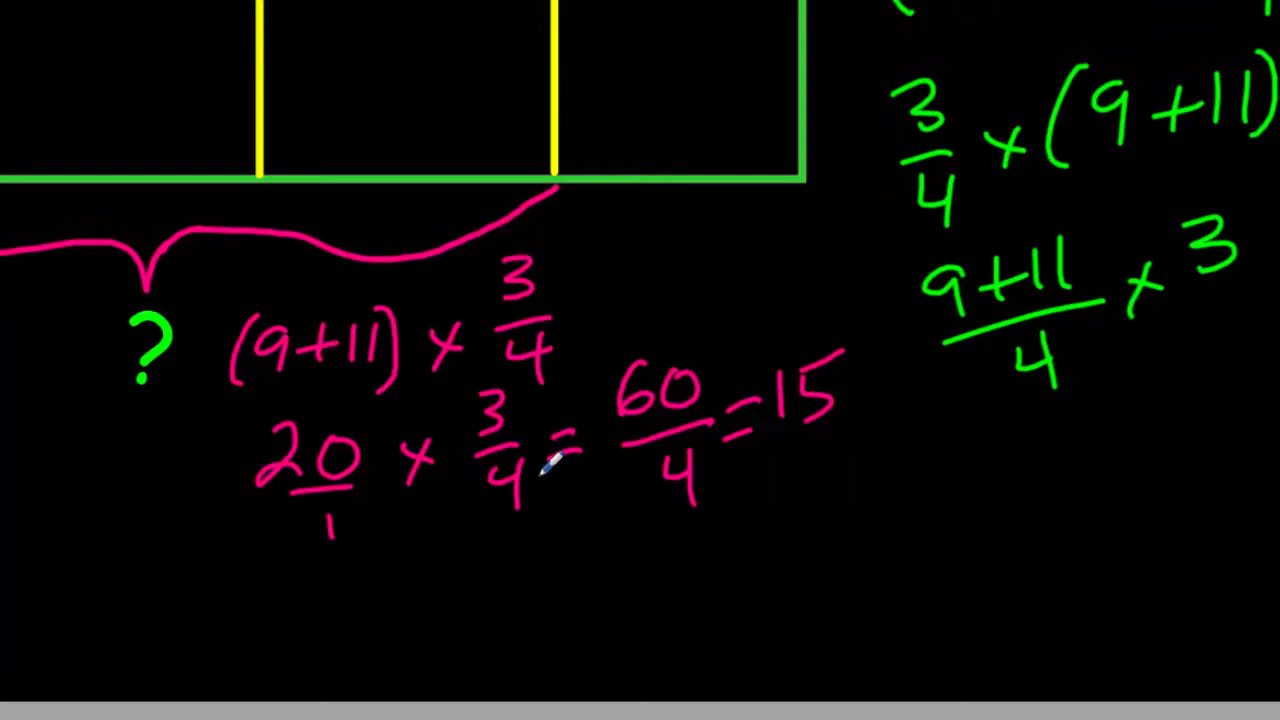 3/4 × (9 + 11)
(9+11) × 3/4
9+11/4 × 3
?
20/1 × 3/4 = 60/4 = 15